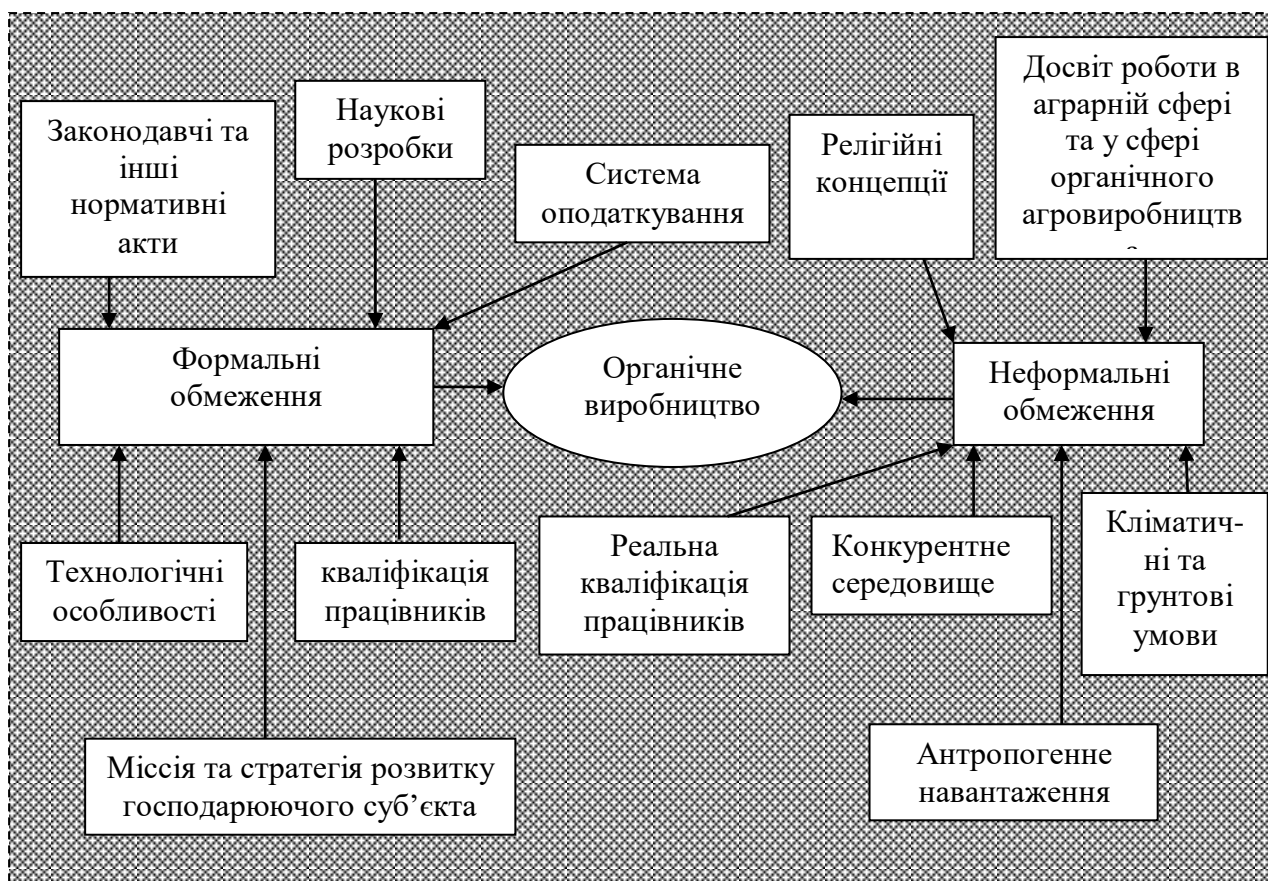 Законодавчі та
інші
нормативні
акти
Наукові
розробки
Система
оподаткування
Релігійні
концепції
Досвіт роботи в
аграрній сфері
та у сфері
органічного
агровиробництв
Формальні
обмеження
Органічне
виробництво
Неформальні
обмеження
Технологічні
особливості
кваліфікація
працівників
Реальна
кваліфікація
працівників
Конкурентне
середовище
Кліматич-
ні та
грунтові
умови
Міссія та стратегія розвитку
господарюючого суб’єкта
Антропогенне
навантаження